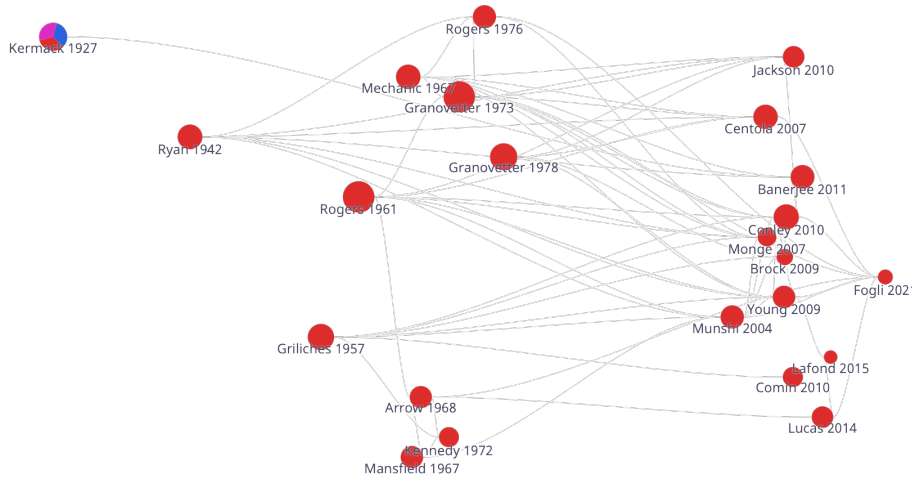 Rogers 1976
Kermack 1927
Jackson 2010
Mechanic 1967
Granovetter 1973
Centola 2007
Ryan 1942
Granovetter 1978
Banerjee 2011
Rogers 1961
Conley 2010
Monge 2007
Brock 2009
Fogli 2021
Young 2009
Munshi 2004
Griliches 1957
Lafond 2015
Comin 2010
Arrow 1968
Lucas 2014
Kennedy 1972
Mansfield 1967